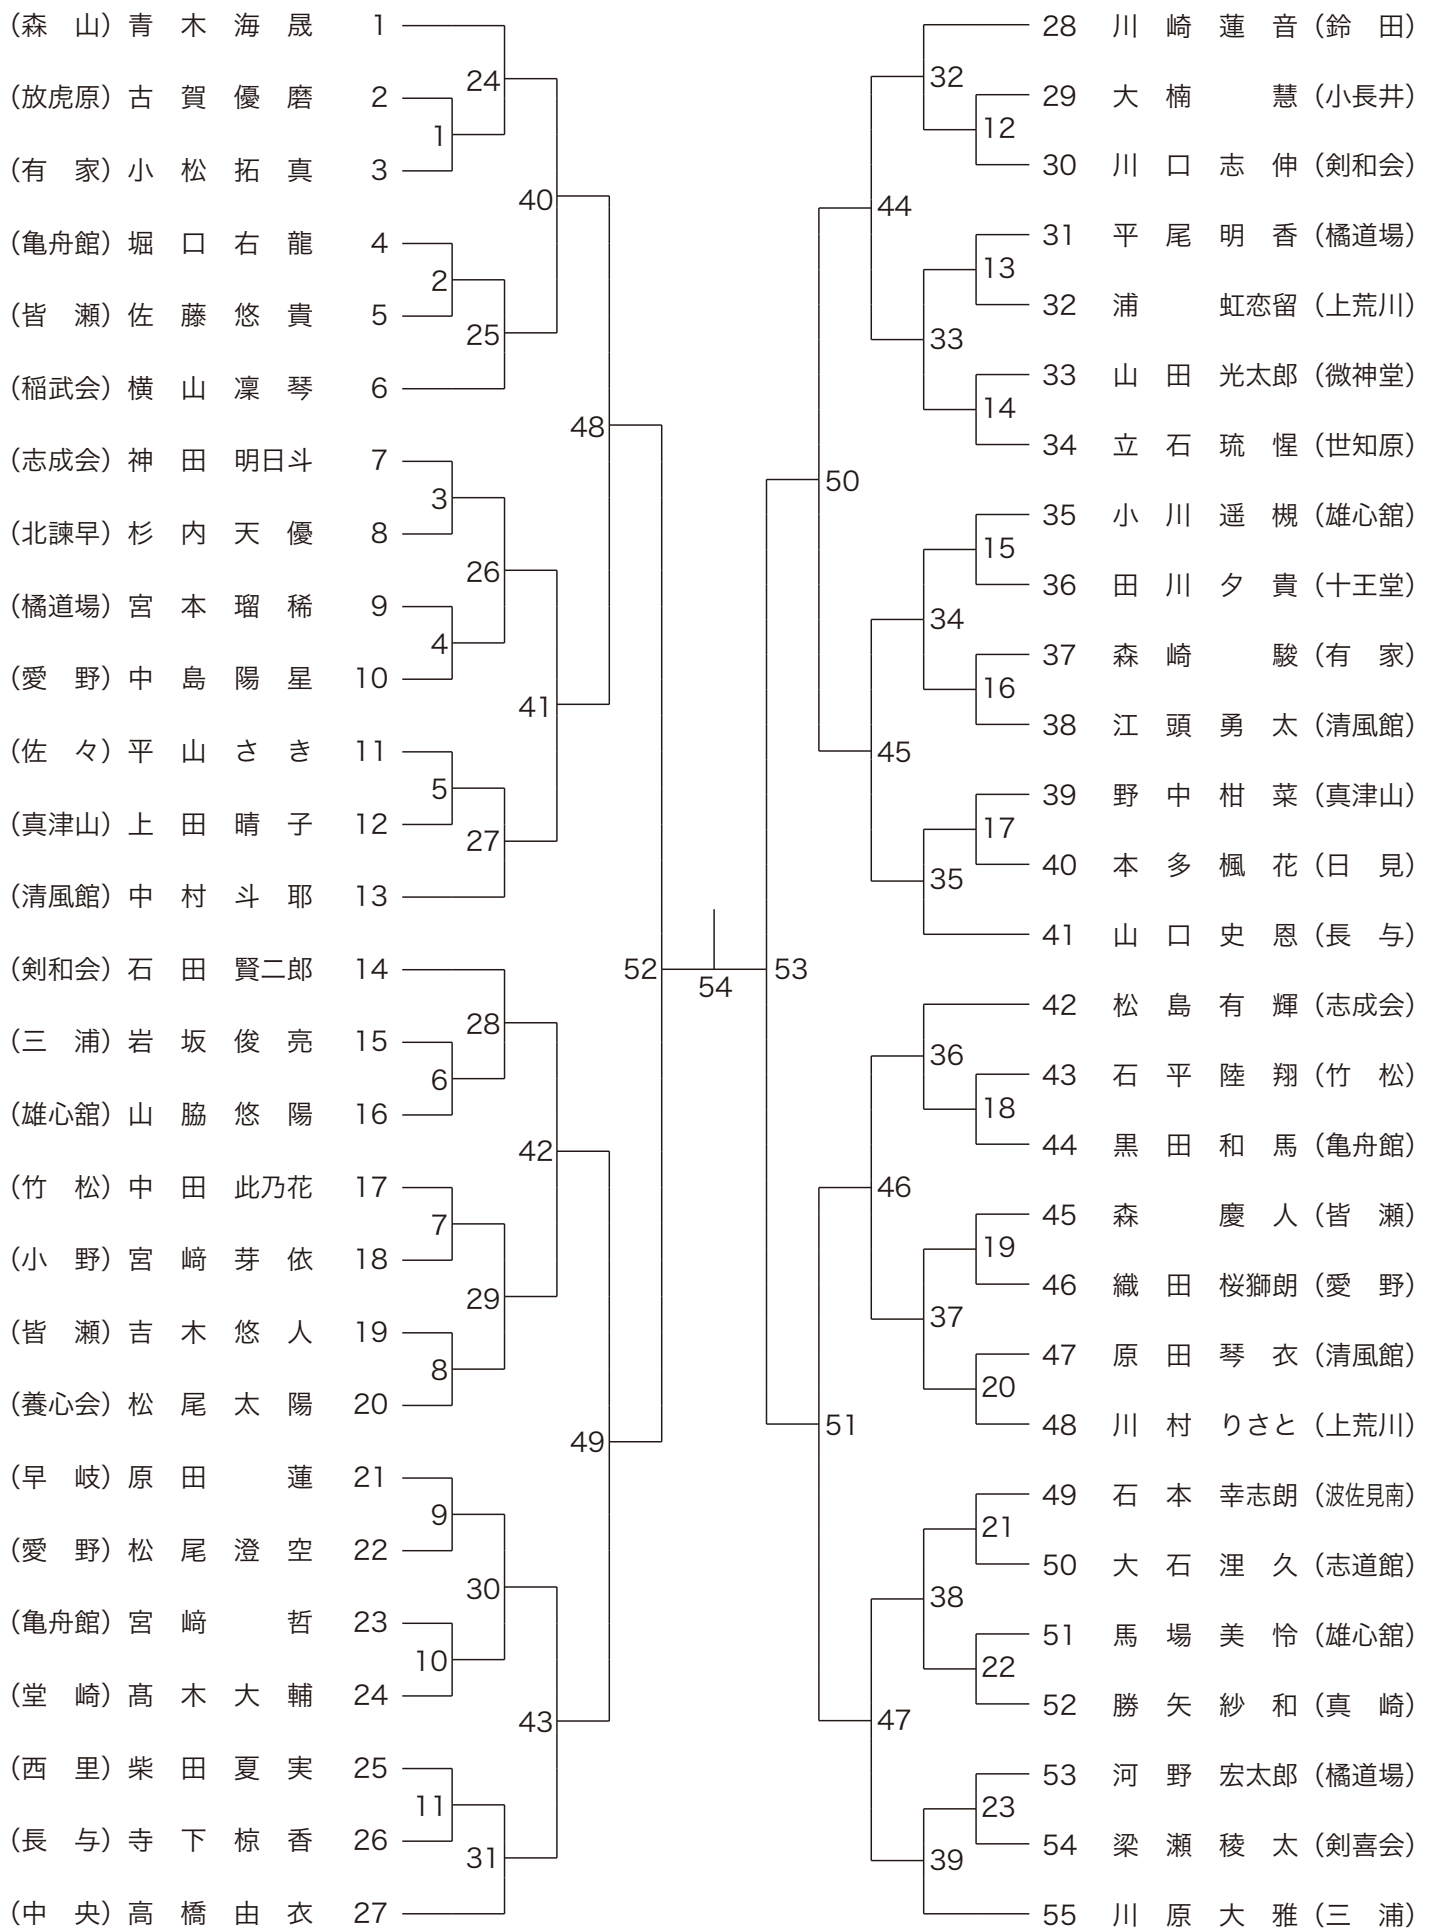 (森　山) 青木海晟 1
24
(放虎原) 古賀優磨 2
1
(有　家) 小松拓真 3
40
(亀舟館) 堀口右龍 4
2
(皆　瀬) 佐藤悠貴 5
25
(稲武会) 横山凜琴 6
48
(志成会) 神田明日斗 7
3
(北諫早) 杉内天優 8
26
(橘道場) 宮本瑠稀 9
4
(愛　野) 中島陽星 10
41
(佐　々) 平山さき 11
5
(真津山) 上田晴子 12
27
(清風館) 中村斗耶 13
52
(剣和会) 石田賢二郎 14
28
(三　浦) 岩坂俊亮 15
6
(雄心舘) 山脇悠陽 16
42
(竹　松) 中田此乃花 17
7
(小　野) 宮﨑芽依 18
29
(皆　瀬) 吉木悠人 19
8
(養心会) 松尾太陽 20
49
(早　岐) 原田蓮 21
9
(愛　野) 松尾澄空 22
30
(亀舟館) 宮﨑哲 23
10
(堂　崎) 髙木大輔 24
43
(西　里) 柴田夏実 25
11
(長　与) 寺下椋香 26
31
(中　央) 高橋由衣 27
54
28 川崎蓮音 (鈴　田)
32
29 大楠慧 (小長井)
12
30 川口志伸 (剣和会)
44
31 平尾明香 (橘道場)
13
32 浦虹恋留 (上荒川)
33
33 山田光太郎 (微神堂)
14
34 立石琉惺 (世知原)
50
35 小川遥槻 (雄心舘)
15
36 田川夕貴 (十王堂)
34
37 森崎駿 (有　家)
16
38 江頭勇太 (清風館)
45
39 野中柑菜 (真津山)
17
40 本多楓花 (日　見)
35
41 山口史恩 (長　与)
53
42 松島有輝 (志成会)
36
43 石平陸翔 (竹　松)
18
44 黒田和馬 (亀舟館)
46
45 森慶人 (皆　瀬)
19
46 織田桜獅朗 (愛　野)
37
47 原田琴衣 (清風館)
20
48 川村りさと (上荒川)
51
49 石本幸志朗 (波佐見南)
21
50 大石浬久 (志道館)
38
51 馬場美怜 (雄心舘)
22
52 勝矢紗和 (真　崎)
47
53 河野宏太郎 (橘道場)
23
54 梁瀬稜太 (剣喜会)
39
55 川原大雅 (三　浦)